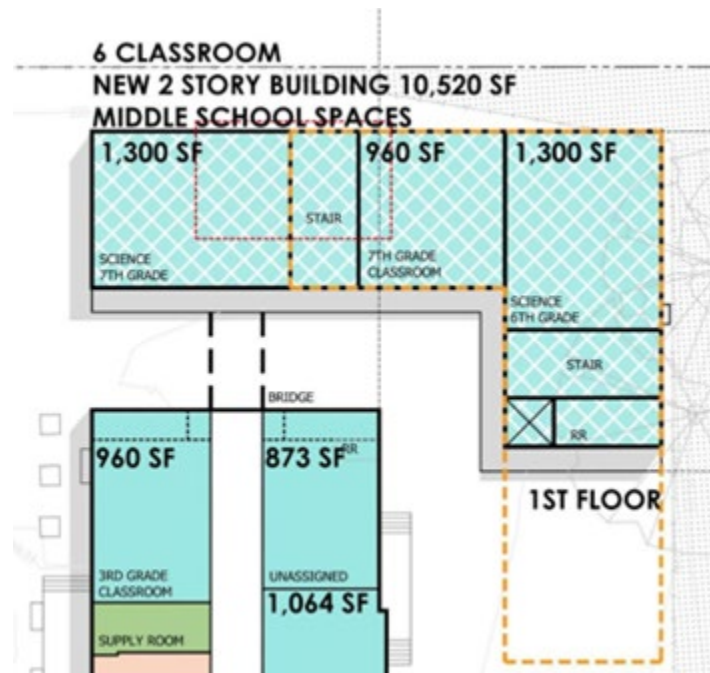 6 CLASSROOM
NEW 2 STORY BUILDING 10,520 SF
MIDDLE SCHOOL SPACES
1,300 SF
960 SF
1,300 SF
STAIR
SCIENCE
7TH GRADE
7TH GRADE
CLASSROOM
SCIENCE
6TH GRADE
STAIR
RR
BRIDGE
960 SF
873 SF
RR
1ST FLOOR
3RD GRADE
CLASSROOM
UNASSIGNED
1,064 SF
SUPPLY ROOM